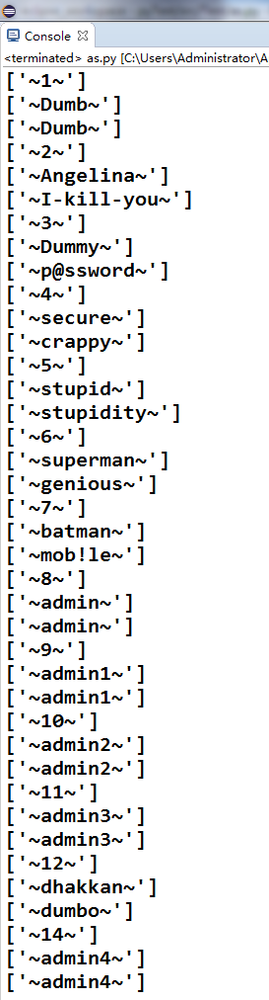 Console
<terminated> as.py [C:\Users\Administrator\A
['~1~']
['~Dumb~']
['~Dumb~']
['~2~']
['~Angelina~']
['~I-kill-you~']
['~3~']
['~Dummy~']
['~p@ssword~']
['~4~']
['~secure~']
['~crappy~']
['~5~']
['~stupid~']
['~stupidity~']
['~6~']
['~superman~']
['~genious~']
['~7~']
['~batman~']
['~mob!le~']
['~8~']
['~admin~']
['~admin~']
['~9~']
['~admin1~']
['~admin1~']
['~10~']
['~admin2~']
['~admin2~']
['~11~']
['~admin3~']
['~admin3~']
['~12~']
['~dhakkan~']
['~dumbo~']
['~14~']
['~admin4~']
['~admin4~']